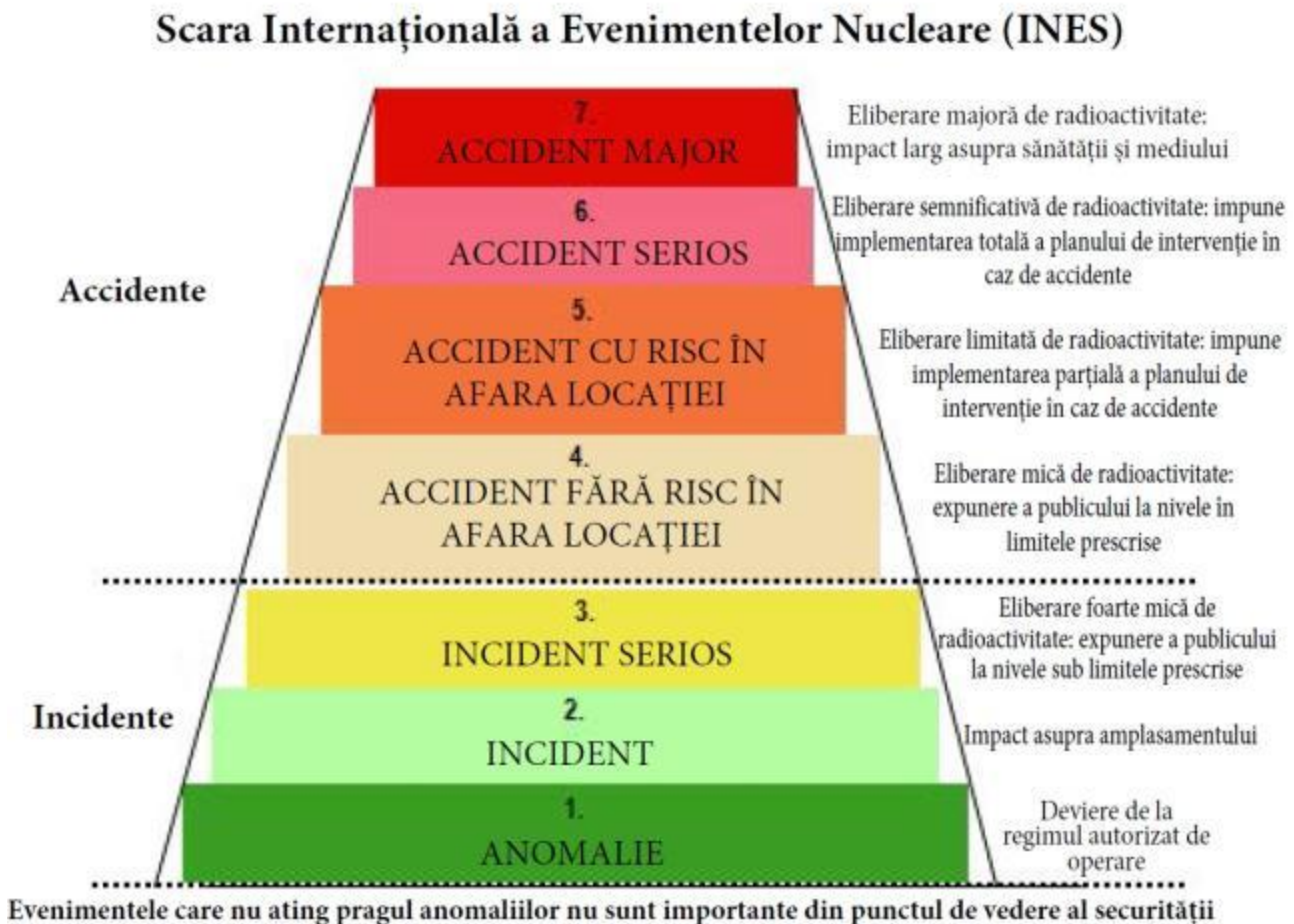 Scara Internațională a Evenimentelor Nucleare (INES)
7.
ACCIDENT MAJOR
Eliberare majoră de radioactivitate:
impact larg asupra sănătății și mediului
6.
ACCIDENT SERIOS
Eliberare semnificativă de radioactivitate: impune
implementarea totală a planului de intervenție în
caz de accidente
Accidente
5.
ACCIDENT CU RISC ÎN
AFARA LOCAȚIEI
Eliberare limitată de radioactivitate: impune
implementarea parțială a planului de
intervenție în caz de accidente
4.
ACCIDENT FĂRĂ RISC ÎN
AFARA LOCAȚIEI
Eliberare mică de radioactivitate:
expunere a publicului la nivele în
limitele prescrise
3.
INCIDENT SERIOS
Eliberare foarte mică de
radioactivitate: expunere a publicului
la nivele sub limitele prescrise
Incidente
2.
INCIDENT
Impact asupra amplasamentului
1.
ANOMALIE
Deviere de la
regimul autorizat de
operare
Evenimentele care nu ating pragul anomaliilor nu sunt importante din punctul de vedere al securității